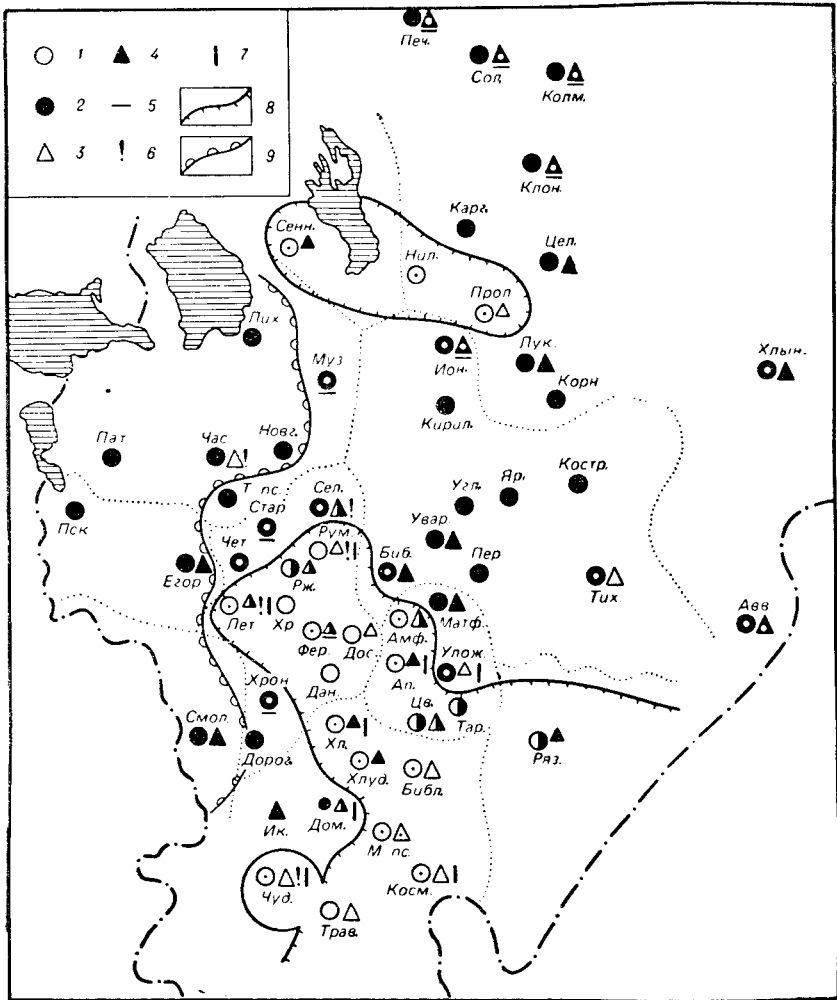 1 4 7
2 5 8
3 6 9
Печ.
Сол.
Колм.
Клон.
Карг.
Сенн.
Цел.
Нил.
Проп
Пих
Лук.
Хлын.
Муз
Ион.
Корн
Кирил.
Новг.
Пат
Час
Костр.
Яр.
Угл.
Т пс.
Сел.
Стар
Пск
Увар.
Рум.
Чет
Биб.
Пер
Егор
Рж.
Тих.
Авв
Пет
Хр
Матф.
Амф.
Фер.
Дос.
Улож.
Ап.
Дан.
Хрон
Цв.
Смол.
Тар.
Хл.
Дорог.
Ряз.
Хлуд.
Библ.
Ик.
Дом.
М пс.
Чуд.
Косм.
Трав.